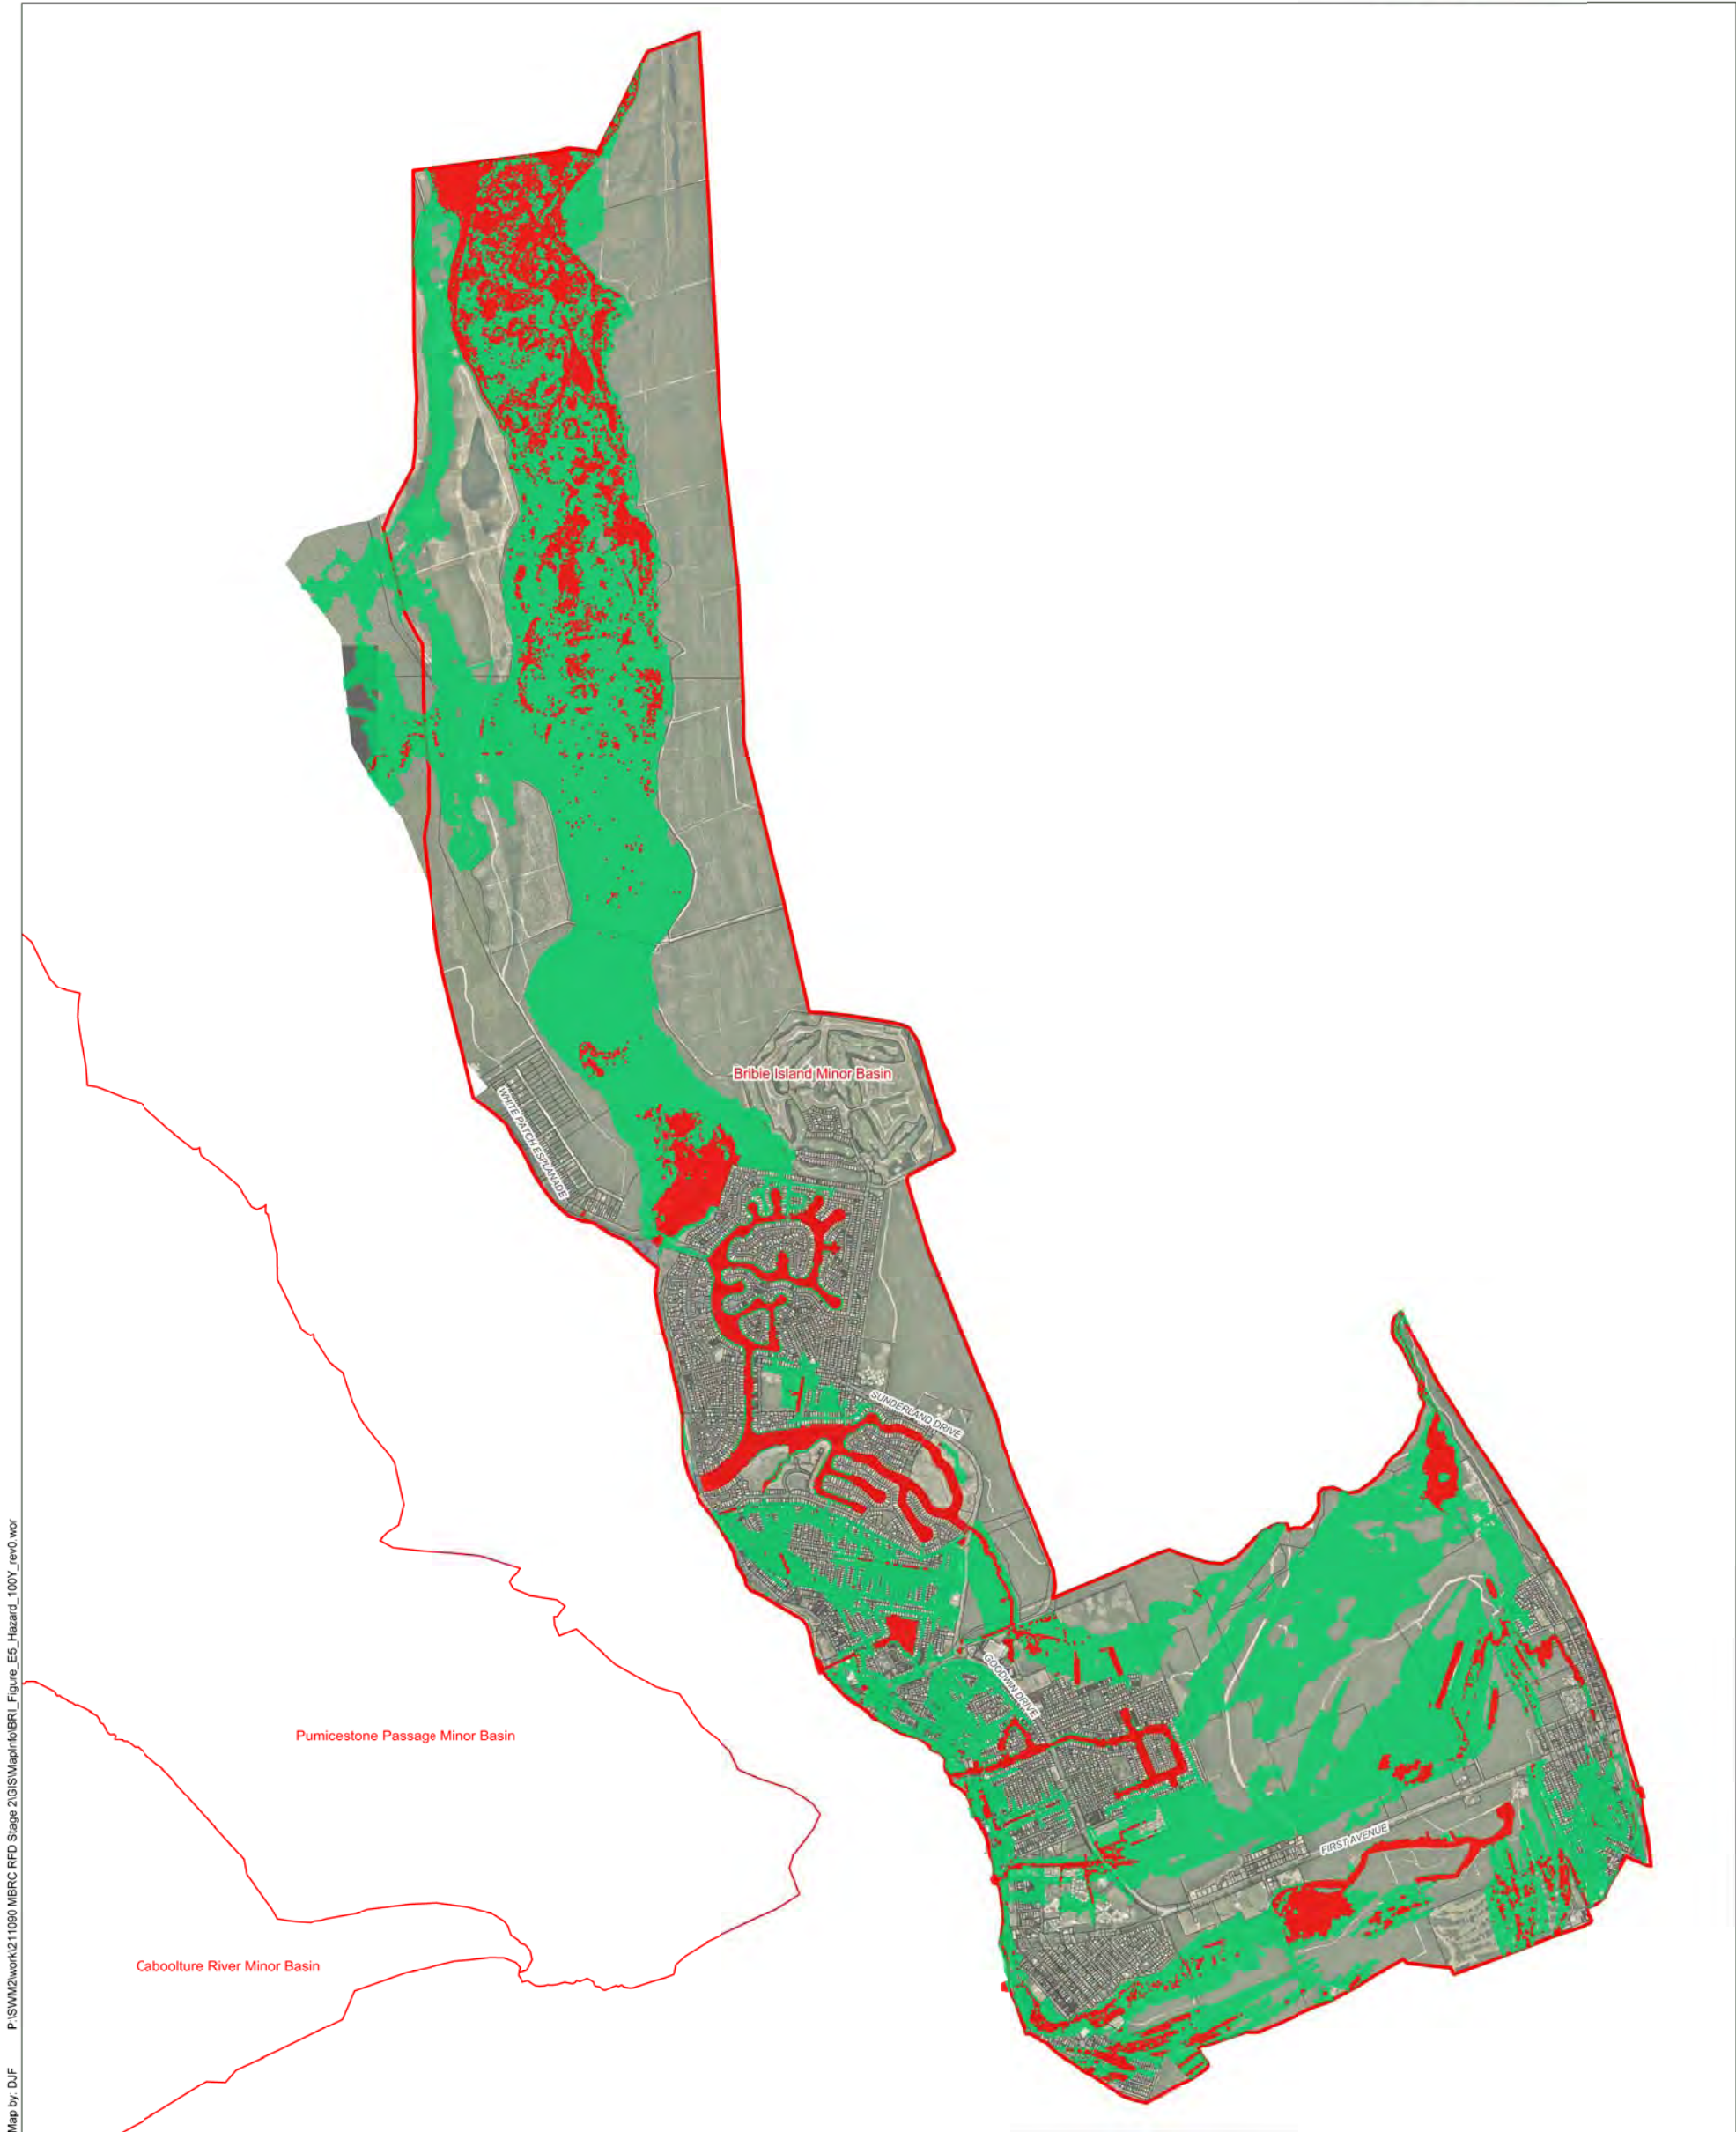 Bribie Island Minor Basin
WHITE PATCH ESPLANADE
SUNDERLAND DRIVE
GOODWIN DRIVE
FIRST AVENUE
Pumicestone Passage Minor Basin
Caboolture River Minor Basin
Map by: DJF P:\SWM2\work\211090 MBRC RFD Stage 2\GIS\MapInfo\BRI_Figure_E5_Hazard_100Y_rev0.wor